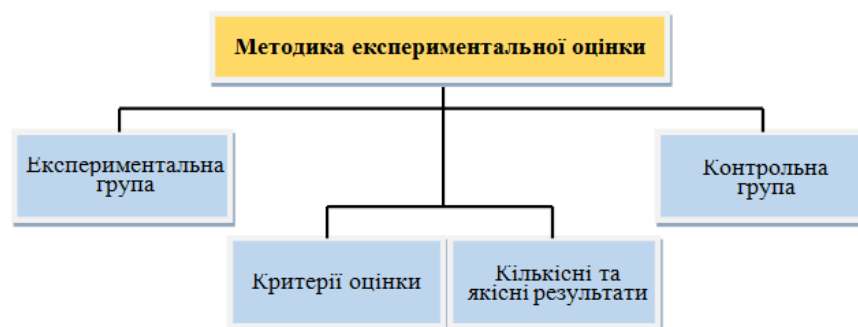 Методика експериментальної оцінки
Експериментальна
група
Контрольна
група
Критерії оцінки
Кількісні та
якісні результати